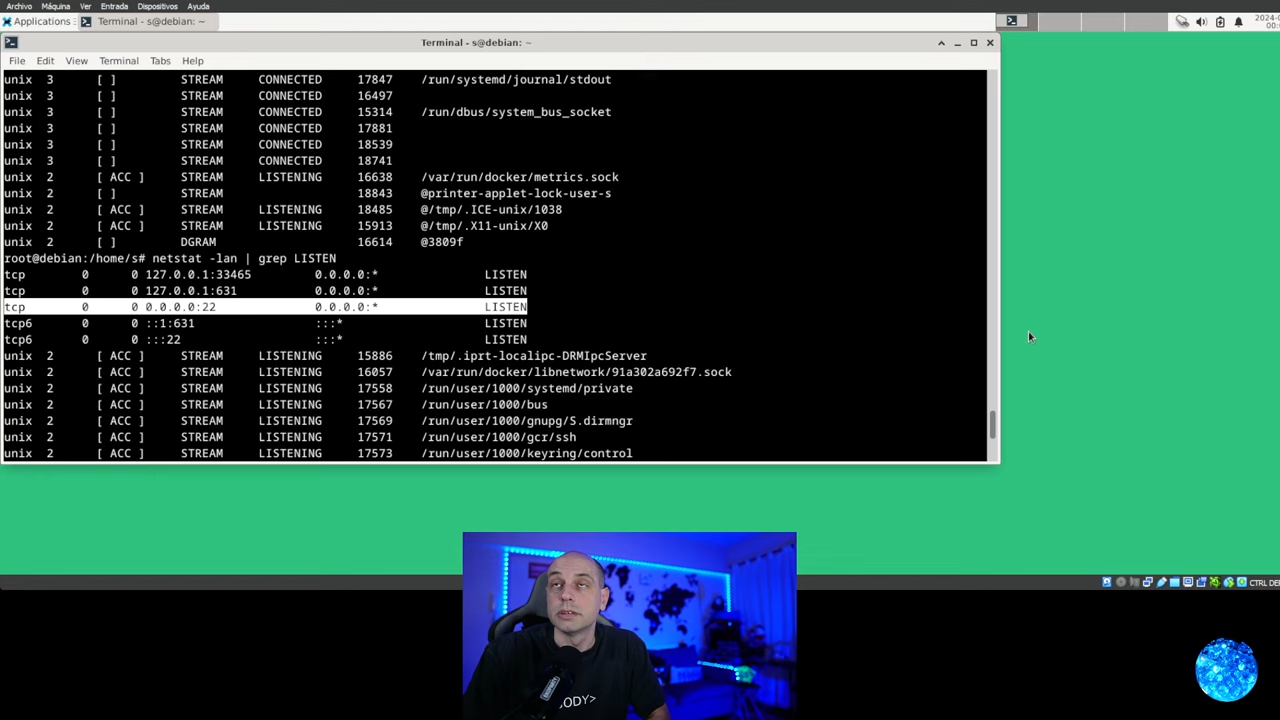 Archivo Máquina Ver Entrada Dispositivos Ayuda
Applications Terminal - s@debian: ~ 2024-0
00:0
Terminal - s@debian: ~
File Edit View Terminal Tabs Help
unix 3 [ ] STREAM CONNECTED 17847 /run/systemd/journal/stdout
unix 3 [ ] STREAM CONNECTED 16497
unix 3 [ ] STREAM CONNECTED 15314 /run/dbus/system_bus_socket
unix 3 [ ] STREAM CONNECTED 17881
unix 3 [ ] STREAM CONNECTED 18539
unix 3 [ ] STREAM CONNECTED 18741
unix 2 [ ACC ] STREAM LISTENING 16638 /var/run/docker/metrics.sock
unix 2 [ ] STREAM 18843 @printer-applet-lock-user-s
unix 2 [ ACC ] STREAM LISTENING 18485 @/tmp/.ICE-unix/1038
unix 2 [ ACC ] STREAM LISTENING 15913 @/tmp/.X11-unix/X0
unix 2 [ ] DGRAM 16614 @3809f
root@debian:/home/s# netstat -lan | grep LISTEN
tcp 0 0 127.0.0.1:33465 0.0.0.0:* LISTEN
tcp 0 0 127.0.0.1:631 0.0.0.0:* LISTEN
tcp 0 0 0.0.0.0:22 0.0.0.0:* LISTEN
tcp6 0 0 ::1:631 :::* LISTEN
tcp6 0 0 :::22 :::* LISTEN
unix 2 [ ACC ] STREAM LISTENING 15886 /tmp/.iprt-localipc-DRMIpcServer
unix 2 [ ACC ] STREAM LISTENING 16057 /var/run/docker/libnetwork/91a302a692f7.sock
unix 2 [ ACC ] STREAM LISTENING 17558 /run/user/1000/systemd/private
unix 2 [ ACC ] STREAM LISTENING 17567 /run/user/1000/bus
unix 2 [ ACC ] STREAM LISTENING 17569 /run/user/1000/gnupg/S.dirmngr
unix 2 [ ACC ] STREAM LISTENING 17571 /run/user/1000/gcr/ssh
unix 2 [ ACC ] STREAM LISTENING 17573 /run/user/1000/keyring/control
CTRL DE
ODY>